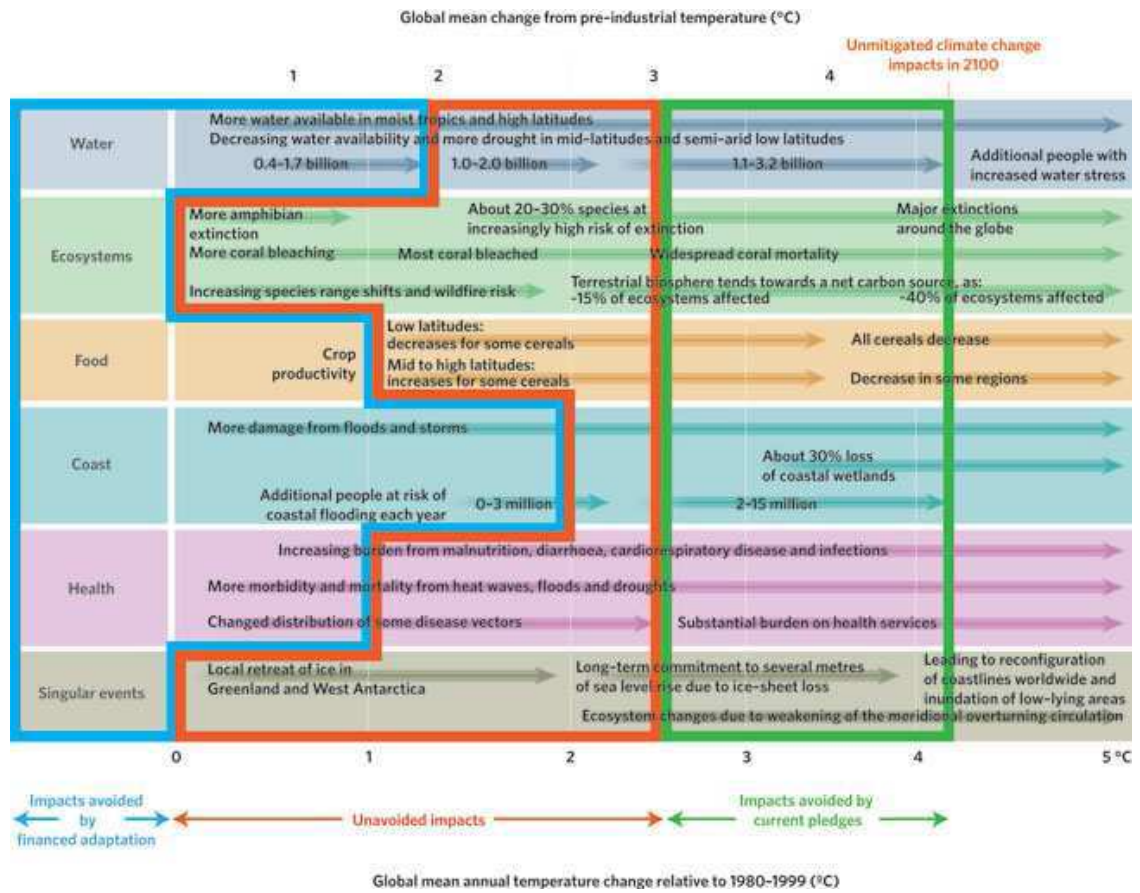 Global mean change from pre-industrial temperature (°C)
Unmitigated climate change
impacts in 2100
1 2 3 4
Water
More water available in moist tropics and high latitudes
Decreasing water availability and more drought in mid-latitudes and semi-arid low latitudes
0.4–1.7 billion 1.0–2.0 billion 1.1–3.2 billion
Additional people with
increased water stress
Ecosystems
More amphibian
extinction
About 20–30% species at
increasingly high risk of extinction
Major extinctions
around the globe
More coral bleaching Most coral bleached Widespread coral mortality
Increasing species range shifts and wildfire risk
Terrestrial biosphere tends towards a net carbon source, as:
~15% of ecosystems affected ~40% of ecosystems affected
Food
Crop
productivity
Low latitudes:
decreases for some cereals
All cereals decrease
Mid to high latitudes:
increases for some cereals
Decrease in some regions
Coast
More damage from floods and storms
About 30% loss
of coastal wetlands
Additional people at risk of
coastal flooding each year
0–3 million 2–15 million
Health
Increasing burden from malnutrition, diarrhoea, cardiorespiratory disease and infections
More morbidity and mortality from heat waves, floods and droughts
Changed distribution of some disease vectors Substantial burden on health services
Singular events
Local retreat of ice in
Greenland and West Antarctica
Long-term commitment to several metres
of sea level rise due to ice-sheet loss
Leading to reconfiguration
of coastlines worldwide and
inundation of low-lying areas
Ecosystem changes due to weakening of the meridional overturning circulation
0 1 2 3 4 5 °C
Impacts avoided
by
financed adaptation
Unavoided impacts
Impacts avoided by
current pledges
Global mean annual temperature change relative to 1980–1999 (°C)